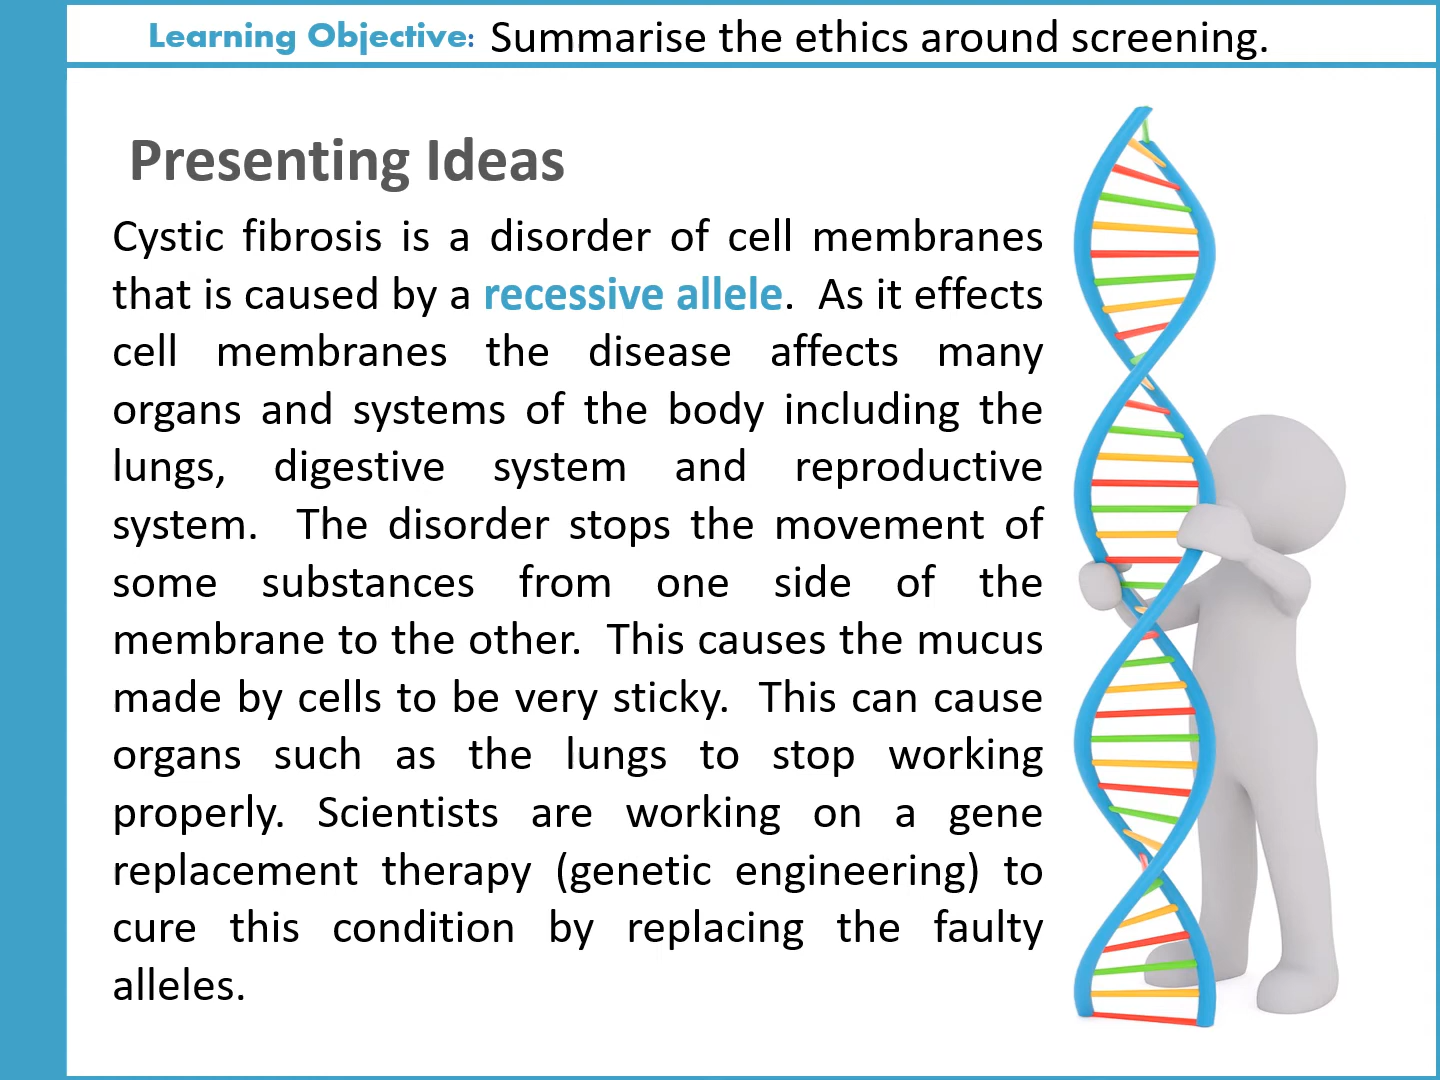 Learning Objective: Summarise the ethics around screening.
Presenting Ideas
Cystic fibrosis is a disorder of cell membranes
that is caused by a recessive allele.  As it effects
cell membranes the disease affects many
organs and systems of the body including the
lungs, digestive system and reproductive
system.  The disorder stops the movement of
some substances from one side of the
membrane to the other.  This causes the mucus
made by cells to be very sticky.  This can cause
organs such as the lungs to stop working
properly. Scientists are working on a gene
replacement therapy (genetic engineering) to
cure this condition by replacing the faulty
alleles.